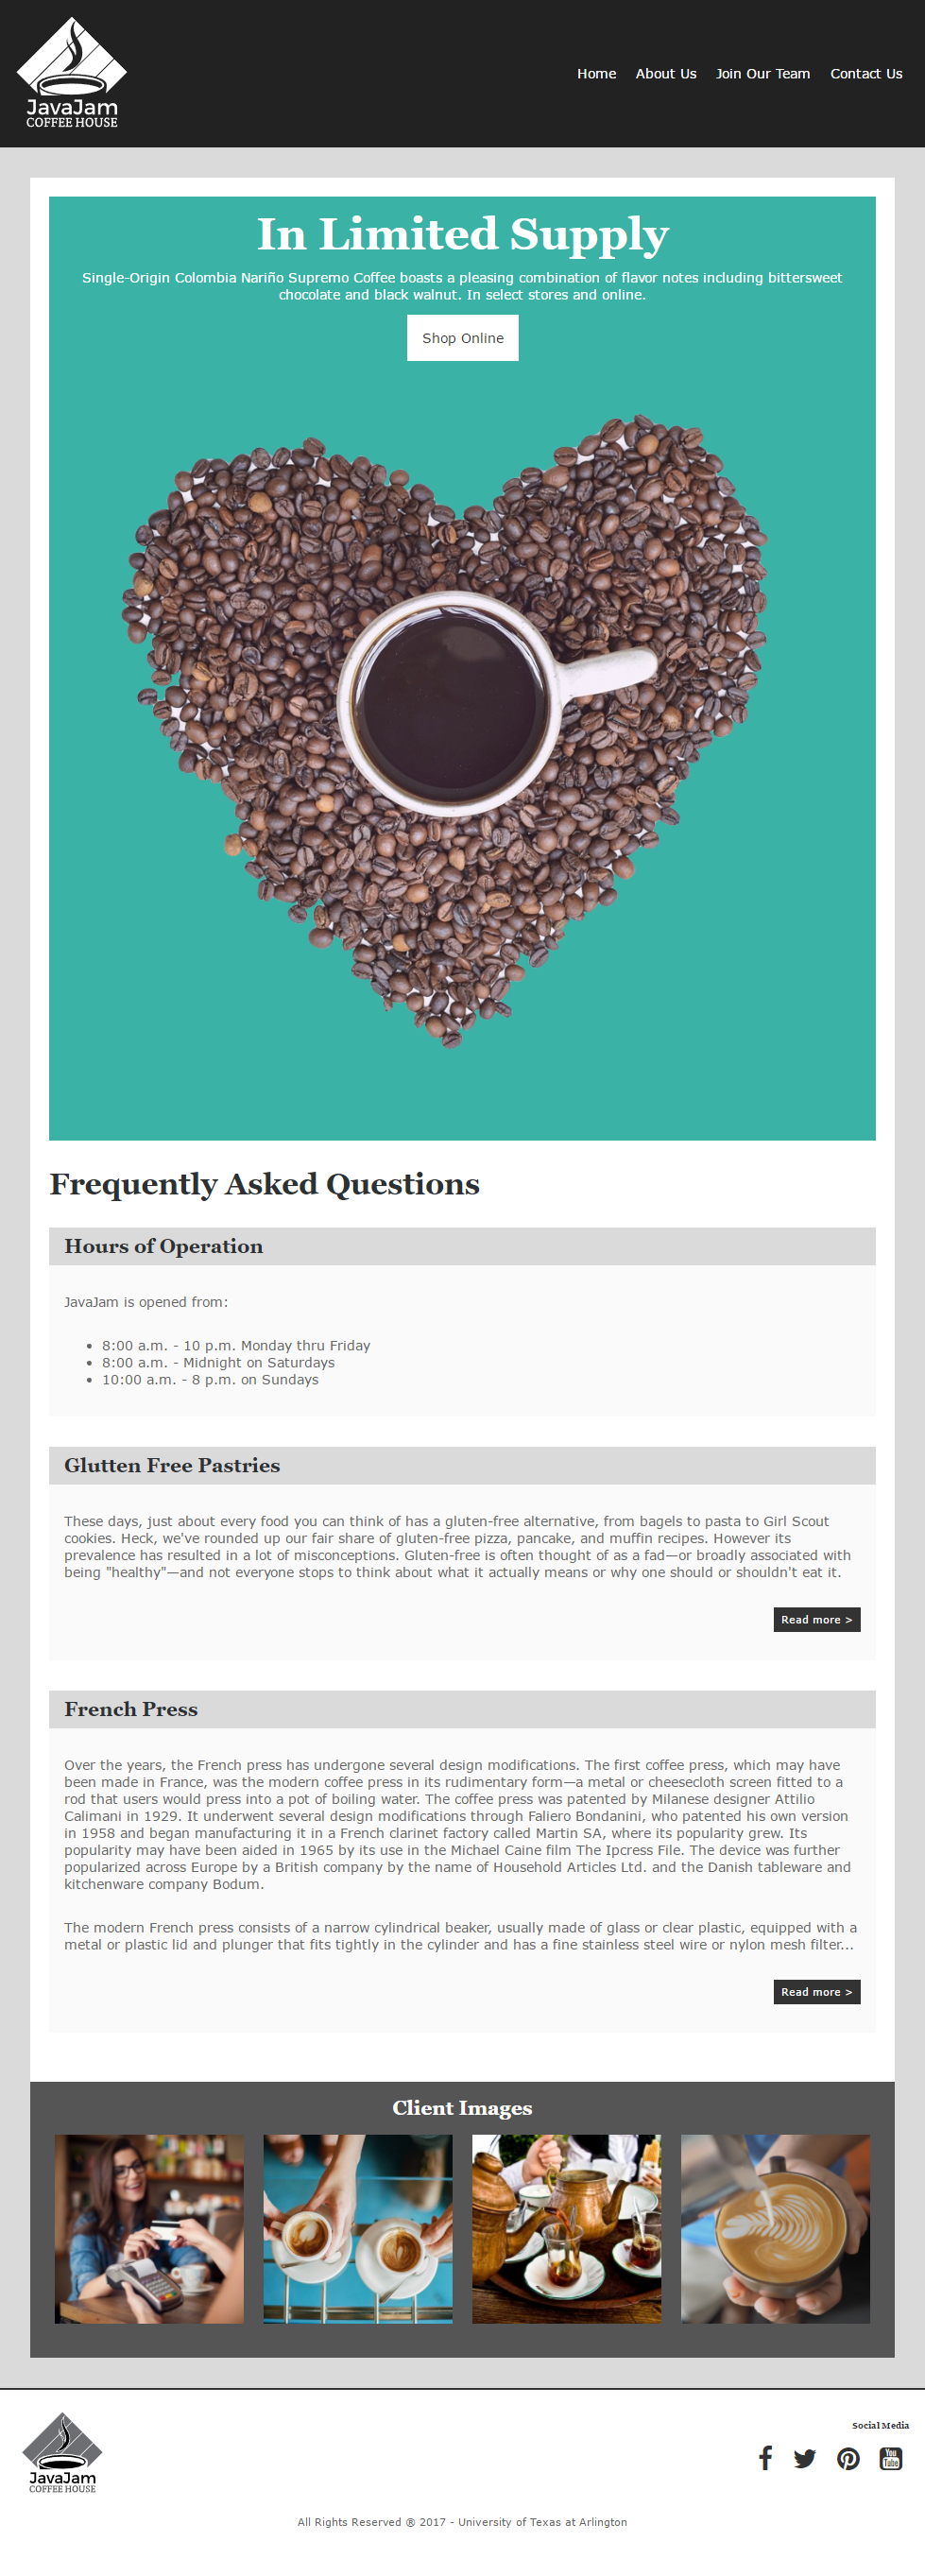 JavaJam
COFFEE HOUSE
Home About Us Join Our Team Contact Us
In Limited Supply
Single-Origin Colombia Nariño Supremo Coffee boasts a pleasing combination of flavor notes including bittersweet
chocolate and black walnut. In select stores and online.
Shop Online
Frequently Asked Questions
Hours of Operation
JavaJam is opened from:
• 8:00 a.m. - 10 p.m. Monday thru Friday
• 8:00 a.m. - Midnight on Saturdays
• 10:00 a.m. - 8 p.m. on Sundays
Glutten Free Pastries
These days, just about every food you can think of has a gluten-free alternative, from bagels to pasta to Girl Scout
cookies. Heck, we've rounded up our fair share of gluten-free pizza, pancake, and muffin recipes. However its
prevalence has resulted in a lot of misconceptions. Gluten-free is often thought of as a fad—or broadly associated with
being "healthy"—and not everyone stops to think about what it actually means or why one should or shouldn't eat it.
Read more >
French Press
Over the years, the French press has undergone several design modifications. The first coffee press, which may have
been made in France, was the modern coffee press in its rudimentary form—a metal or cheesecloth screen fitted to a
rod that users would press into a pot of boiling water. The coffee press was patented by Milanese designer Attilio
Calimani in 1929. It underwent several design modifications through Faliero Bondanini, who patented his own version
in 1958 and began manufacturing it in a French clarinet factory called Martin SA, where its popularity grew. Its
popularity may have been aided in 1965 by its use in the Michael Caine film The Ipcress File. The device was further
popularized across Europe by a British company by the name of Household Articles Ltd. and the Danish tableware and
kitchenware company Bodum.
The modern French press consists of a narrow cylindrical beaker, usually made of glass or clear plastic, equipped with a
metal or plastic lid and plunger that fits tightly in the cylinder and has a fine stainless steel wire or nylon mesh filter...
Read more >
Client Images
JavaJam
COFFEE HOUSE
Social Media
You
Tube
All Rights Reserved ® 2017 - University of Texas at Arlington